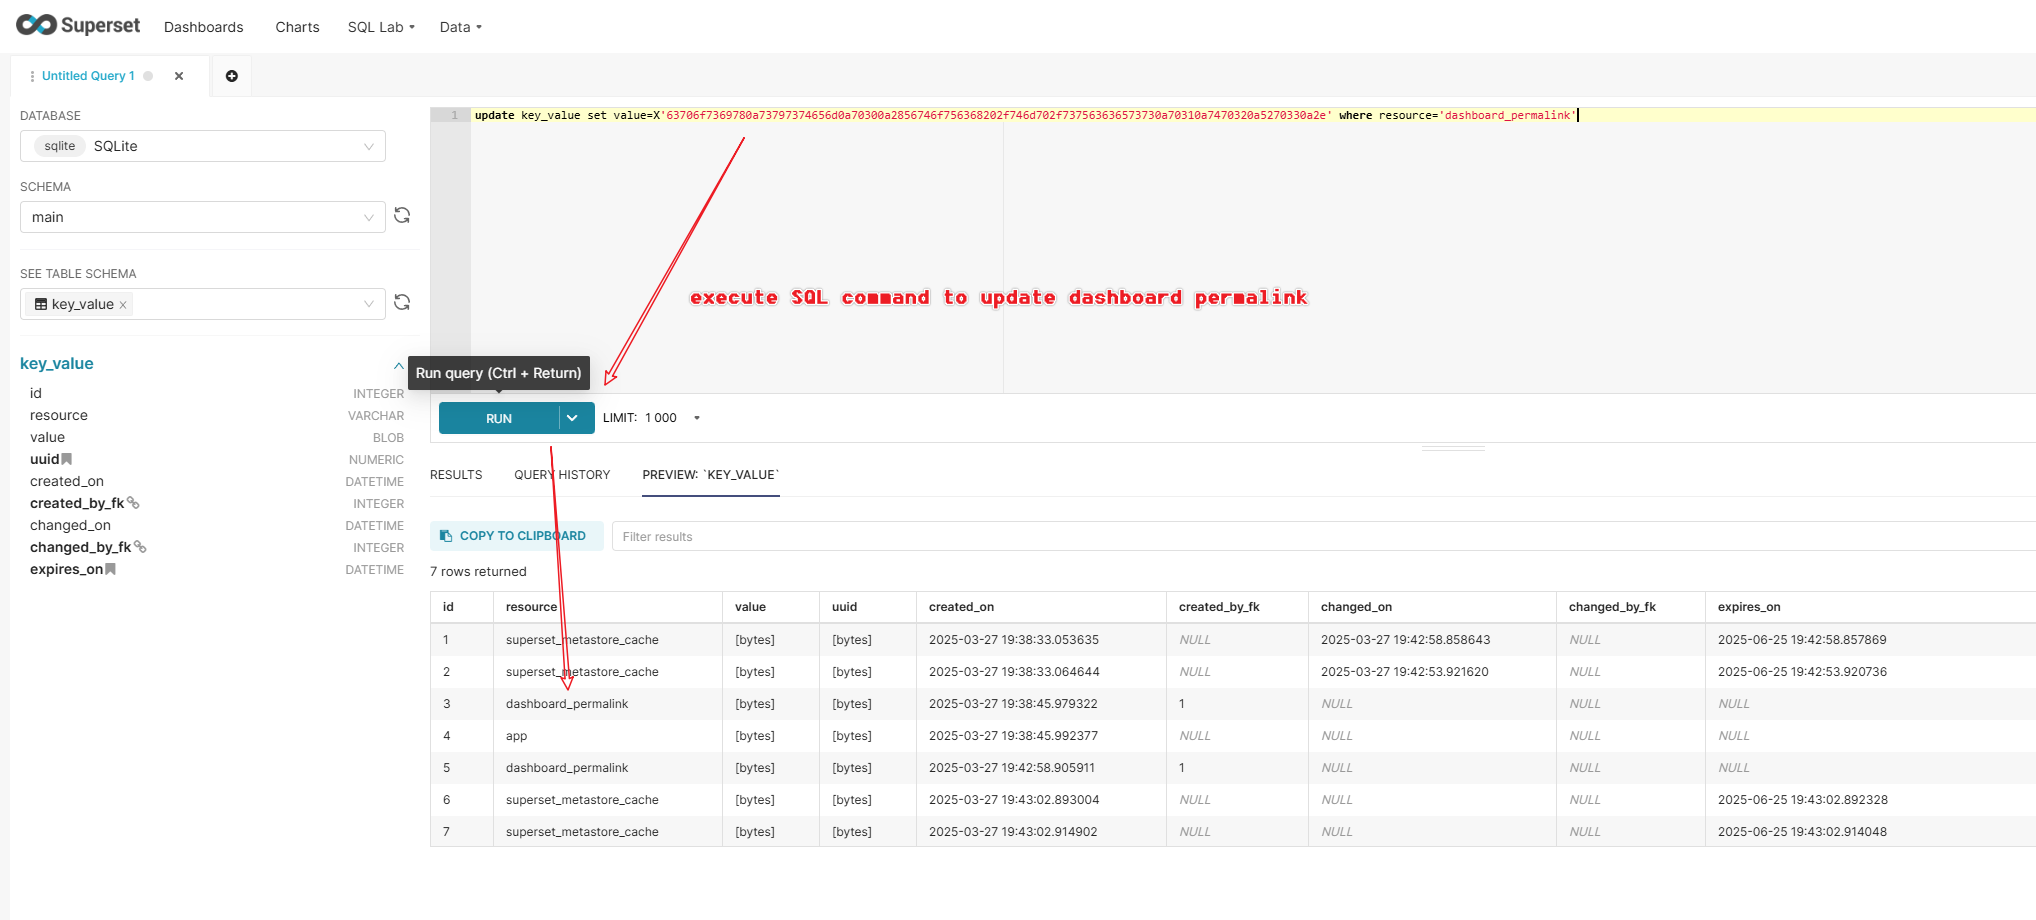 Superset Dashboards Charts SQL Lab Data
Untitled Query 1
DATABASE
sqlite SQLite
SCHEMA
main
SEE TABLE SCHEMA
key_value
key_value
id INTEGER
resource VARCHAR
value BLOB
uuid NUMERIC
created_on DATETIME
created_by_fk INTEGER
changed_on DATETIME
changed_by_fk INTEGER
expires_on DATETIME
1 update key_value set value=X'63706f7369780a73797374656d0a70300a2856746f756368202f746d702f737563636573730a70310a7470320a5270330a2e' where resource='dashboard_permalink'
execute SQL command to update dashboard permalink
Run query (Ctrl + Return)
RUN LIMIT: 1 000
RESULTS QUERY HISTORY PREVIEW: `KEY_VALUE`
COPY TO CLIPBOARD Filter results
7 rows returned
id resource value uuid created_on created_by_fk changed_on changed_by_fk expires_on
1 superset_metastore_cache [bytes] [bytes] 2025-03-27 19:38:33.053635 NULL 2025-03-27 19:42:58.858643 NULL 2025-06-25 19:42:58.857869
2 superset_metastore_cache [bytes] [bytes] 2025-03-27 19:38:33.064644 NULL 2025-03-27 19:42:53.921620 NULL 2025-06-25 19:42:53.920736
3 dashboard_permalink [bytes] [bytes] 2025-03-27 19:38:45.979322 1 NULL NULL NULL
4 app [bytes] [bytes] 2025-03-27 19:38:45.992377 NULL NULL NULL NULL
5 dashboard_permalink [bytes] [bytes] 2025-03-27 19:42:58.905911 1 NULL NULL NULL
6 superset_metastore_cache [bytes] [bytes] 2025-03-27 19:43:02.893004 NULL NULL NULL 2025-06-25 19:43:02.892328
7 superset_metastore_cache [bytes] [bytes] 2025-03-27 19:43:02.914902 NULL NULL NULL 2025-06-25 19:43:02.914048